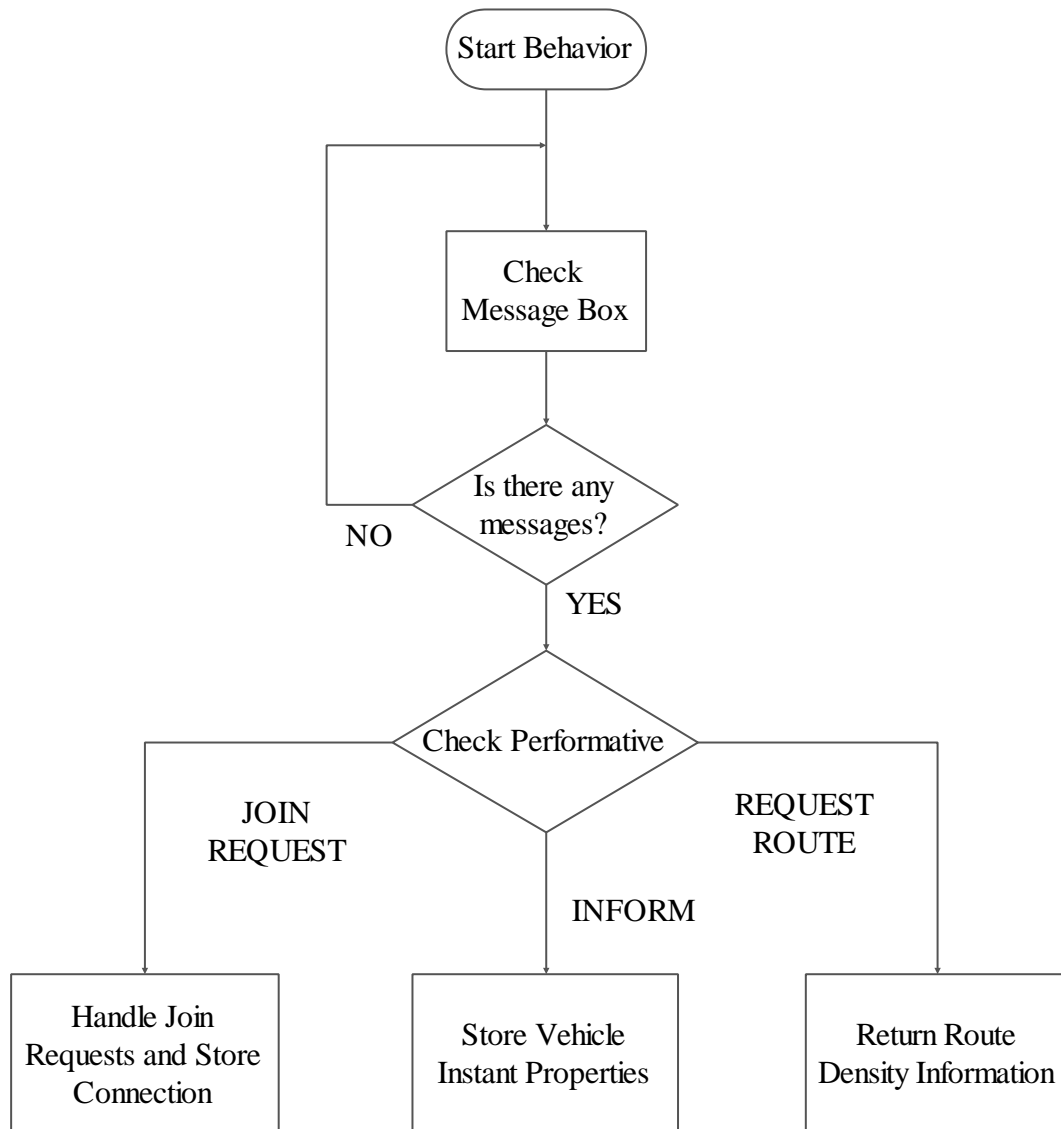 Start Behavior
Check
Message Box
Is there any
messages?
NO
YES
Check Performative
JOIN
REQUEST
REQUEST
ROUTE
INFORM
Handle Join
Requests and Store
Connection
Store Vehicle
Instant Properties
Return Route
Density Information